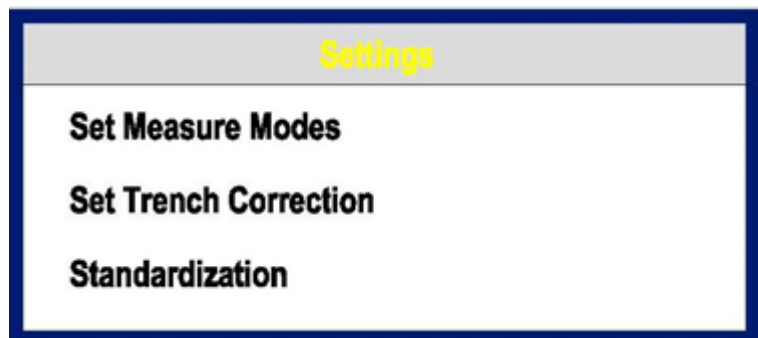 Settings
Set Measure Modes
Set Trench Correction
Standardization